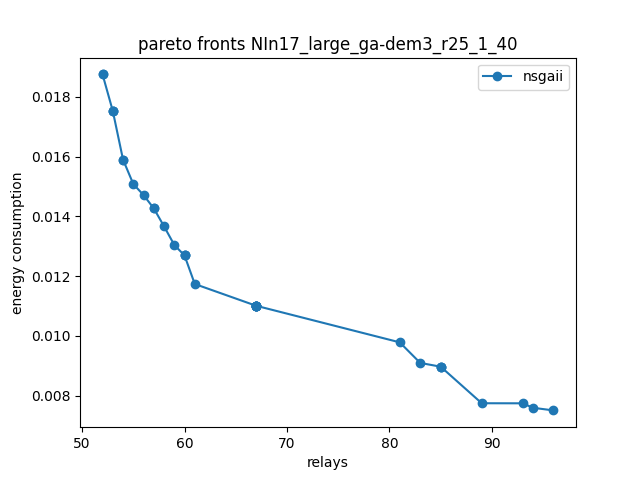 pareto fronts NIn17_large_ga-dem3_r25_1_40
nsgaii
0.018
0.016
0.014
0.012
0.010
0.008
energy consumption
50 60 70 80 90
relays